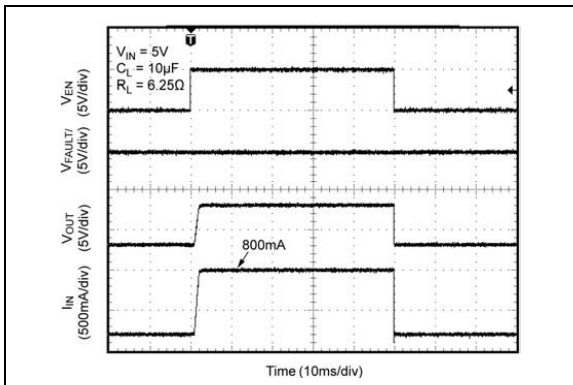 T
V_IN = 5V
C_L = 10µF
R_L = 6.25Ω
V_EN
(5V/div)
V_FAULT/
(5V/div)
V_OUT
(5V/div)
800mA
I_IN
(500mA/div)
Time (10ms/div)